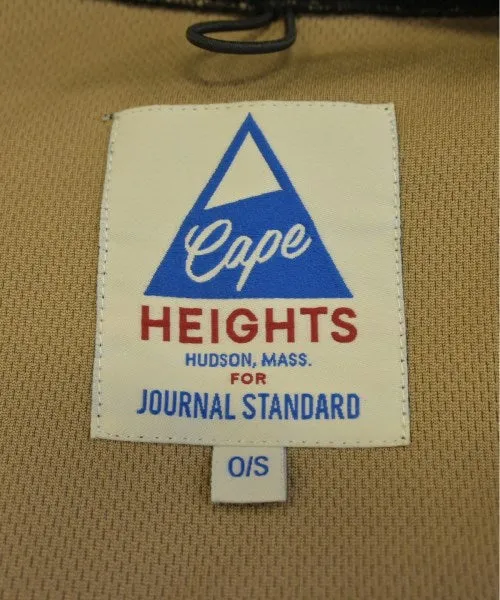 Cape
HEIGHTS
HUDSON, MASS.
FOR
JOURNAL STANDARD
O/S